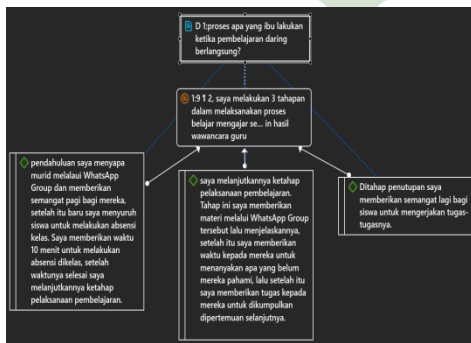 D 1:proses apa yang ibu lakukan
ketika pembelajaran daring
berlangsung?
1:9 ¶ 2, saya melakukan 3 tahapan
dalam melaksanakan proses
belajar mengajar se... in hasil
wawancara guru
pendahuluan saya menyapa
murid melalaui WhatsApp
Group dan memberikan
semangat pagi bagi mereka,
setelah itu baru saya menyuruh
siswa untuk melakukan absensi
kelas. Saya memberikan waktu
10 menit untuk melakukan
absensi dikelas, setelah
waktunya selesai saya
melanjutkannya ketahap
pelaksanaan pembelajaran.
saya melanjutkannya ketahap
pelaksanaan pembelajaran.
Tahap ini saya memberikan
materi melalui WhatsApp Group
tersebut lalu menjelaskannya,
setelah itu saya memberikan
waktu kepada mereka untuk
menanyakan apa yang belum
mereka pahami, lalu setelah itu
saya memberikan tugas kepada
mereka untuk dikumpulkan
dipertemuan selanjutnya.
Ditahap penutupan saya
memberikan semangat lagi bagi
siswa untuk mengerjakan tugas-
tugasnya.